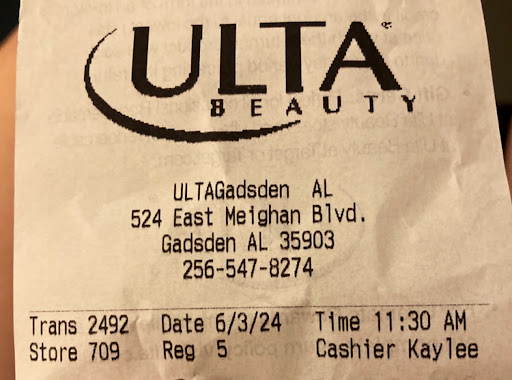 ULTA
BEAUTY
ULTAGadsden AL
524 East Meighan Blvd.
Gadsden AL 35903
256-547-8274
Trans 2492 Date 6/3/24 Time 11:30 AM
Store 709 Reg 5 Cashier Kaylee